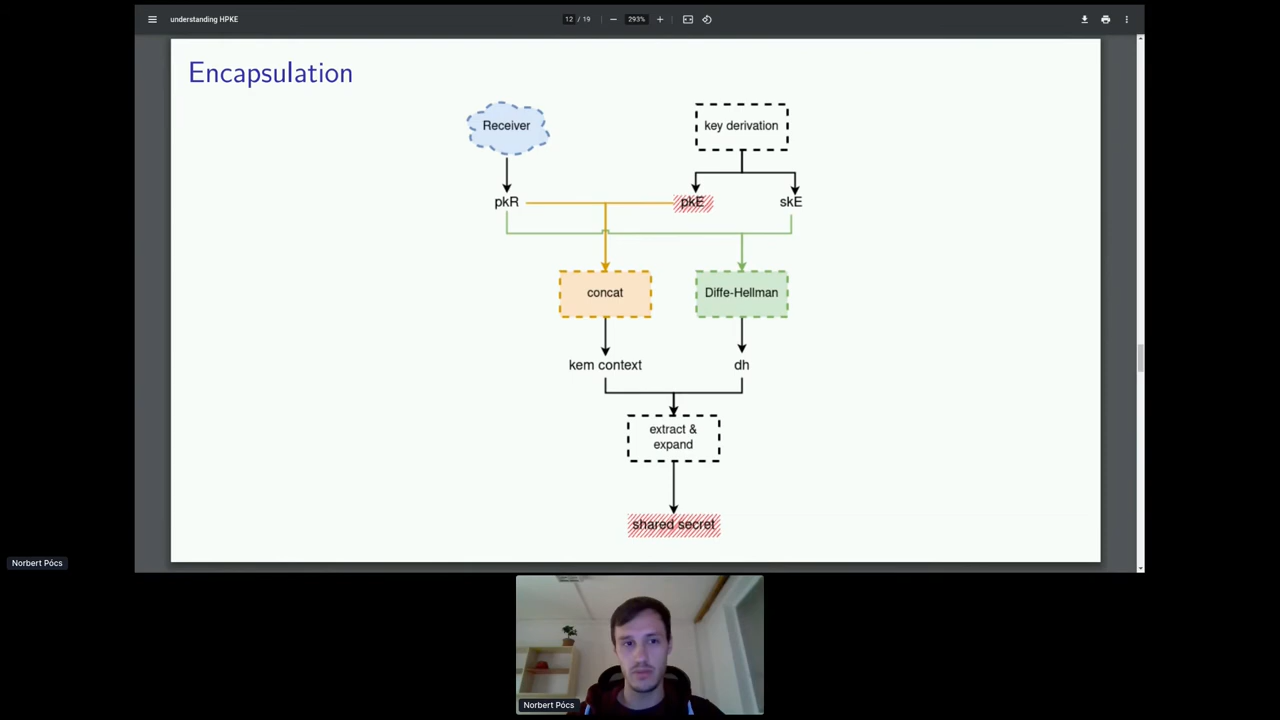 understanding HPKE
12 / 19
293%
Encapsulation
Receiver
key derivation
pkR
pkE
skE
concat
Diffe-Hellman
kem context
dh
extract &
expand
shared secret
Norbert Pócs
Norbert Pócs